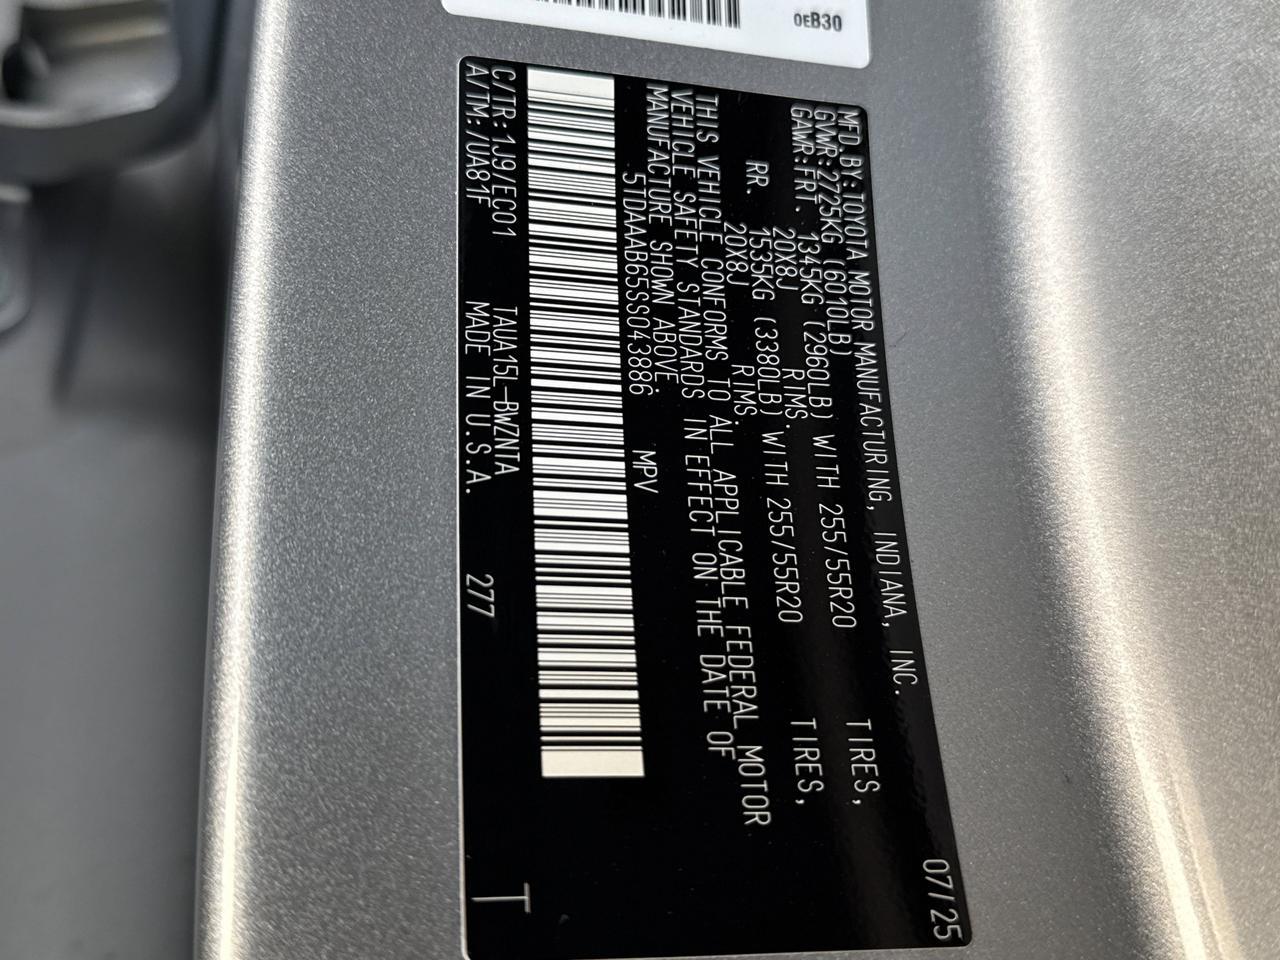 0EB30
MFD.BY:TOYOTA MOTOR MANUFACTURING, INDIANA, INC. 07/25
GVWR:2725KG (6010LB)
GAWR:FRT. 1345KG (2960LB) WITH 255/55R20 TIRES,
20X8J RIMS.
RR. 1535KG (3380LB) WITH 255/55R20 TIRES,
20X8J RIMS.
THIS VEHICLE CONFORMS TO ALL APPLICABLE FEDERAL MOTOR
VEHICLE SAFETY STANDARDS IN EFFECT ON THE DATE OF
MANUFACTURE SHOWN ABOVE.
5TDAAAB65SS043886 MPV
C/TR:1J9/EC01 TAUA15L-BWZNTA
A/TM:/UA81F MADE IN U.S.A. 277 T